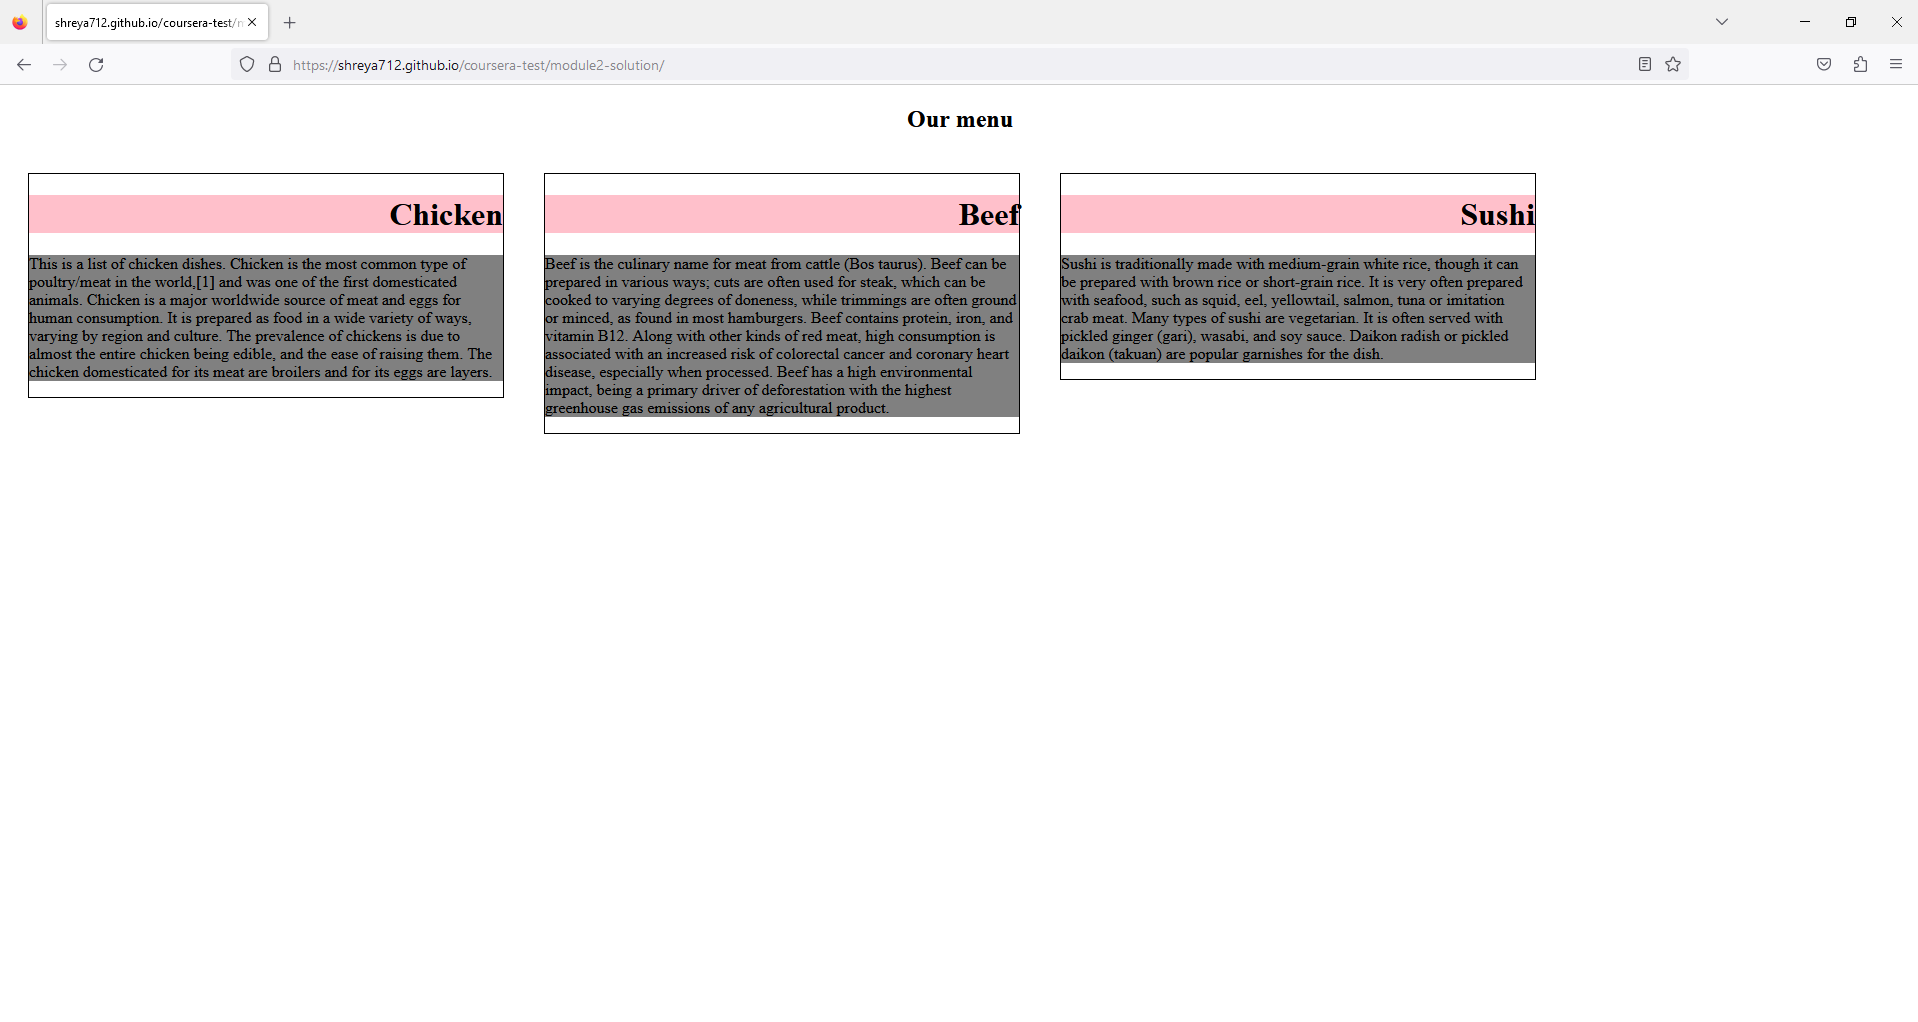 shreya712.github.io/coursera-test/
https://shreya712.github.io/coursera-test/module2-solution/
Our menu
Chicken
This is a list of chicken dishes. Chicken is the most common type of
poultry/meat in the world,[1] and was one of the first domesticated
animals. Chicken is a major worldwide source of meat and eggs for
human consumption. It is prepared as food in a wide variety of ways,
varying by region and culture. The prevalence of chickens is due to
almost the entire chicken being edible, and the ease of raising them. The
chicken domesticated for its meat are broilers and for its eggs are layers.
Beef
Beef is the culinary name for meat from cattle (Bos taurus). Beef can be
prepared in various ways; cuts are often used for steak, which can be
cooked to varying degrees of doneness, while trimmings are often ground
or minced, as found in most hamburgers. Beef contains protein, iron, and
vitamin B12. Along with other kinds of red meat, high consumption is
associated with an increased risk of colorectal cancer and coronary heart
disease, especially when processed. Beef has a high environmental
impact, being a primary driver of deforestation with the highest
greenhouse gas emissions of any agricultural product.
Sushi
Sushi is traditionally made with medium-grain white rice, though it can
be prepared with brown rice or short-grain rice. It is very often prepared
with seafood, such as squid, eel, yellowtail, salmon, tuna or imitation
crab meat. Many types of sushi are vegetarian. It is often served with
pickled ginger (gari), wasabi, and soy sauce. Daikon radish or pickled
daikon (takuan) are popular garnishes for the dish.